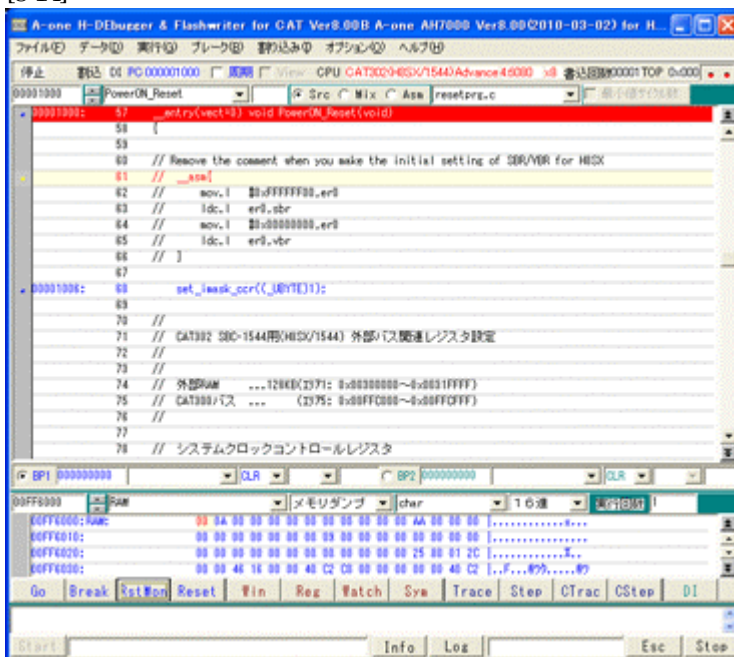 A-one H-DEbugger & Flashwriter for CAT Ver8.00B A-one AH7000 Ver8.00(2010-03-02) for H...
ファイル(F) データ(D) 実行(G) ブレーク(B) 割り込み(I) オプション(O) ヘルプ(H)
停止 割込 DI PC 000001000 周期 View CPU CAT302(H8SX/1544)Advance 4:6000 x8 書込回数00001 TOP 0x000
00001000 PowerON_Reset Src Mix Asm resetprg.c
00001000: 57 __entry(vect=0) void PowerON_Reset(void)
58 {
59
60 // Remove the comment when you make the initial setting of SBR/VBR for H8SX
61 // __asm{
62 // mov.l #0xFFFFFF00,er0
63 // ldc.l er0,sbr
64 // mov.l #0x00000000,er0
65 // ldc.l er0,vbr
66 // }
67
00001006: 68 set_imask_ccr((_UBYTE)1);
69
70 //
71 // CAT302 SBC-1544用(H8SX/1544) 外部バス関連レジスタ設定
72 //
73 //
74 // 外部RAM ...128KB(エリア1: 0x00300000~0x0031FFFF)
75 // CAT300バス ... (エリア5: 0x00FFC000~0x00FFCFFF)
76 //
77
78 // システムクロックコントロールレジスタ
BP1 000000000 CLR BP2 000000000 CLR
00FF6000 RAM メモリダンプ char 16進 実行回数 1
00FF6000:RAM: 00 0A 00 00 00 00 00 00 00 00 00 AA 00 00 00
00FF6010: 00 00 00 00 00 00 09 00 00 00 00 00 00 00 00 00
00FF6020: 00 00 00 00 00 00 00 00 00 00 00 25 00 01 2C
00FF6030: 00 00 46 16 00 00 40 C2 C0 00 00 00 00 00 40 C2
Go Break RstMon Reset Win Reg Watch Sym Trace Step CTrac CStep DI
Start Info Log Esc Stop